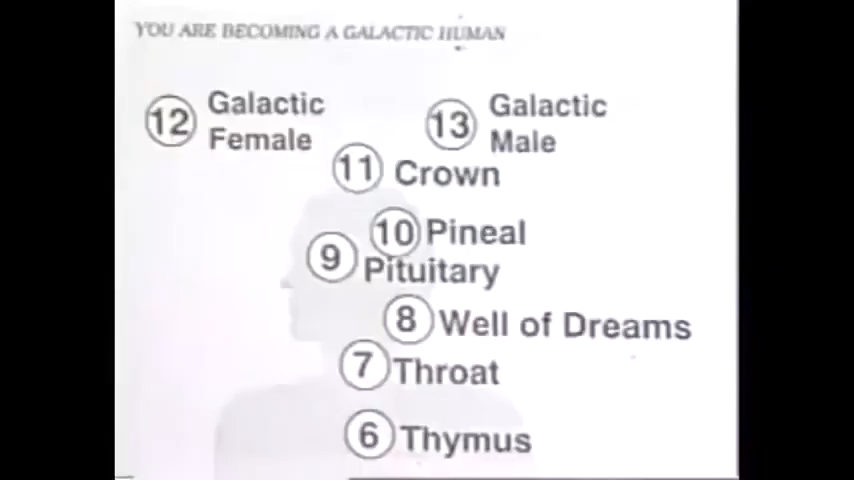 YOU ARE BECOMING A GALACTIC HUMAN
12 Galactic Female
13 Galactic Male
11 Crown
10 Pineal
9 Pituitary
8 Well of Dreams
7 Throat
6 Thymus